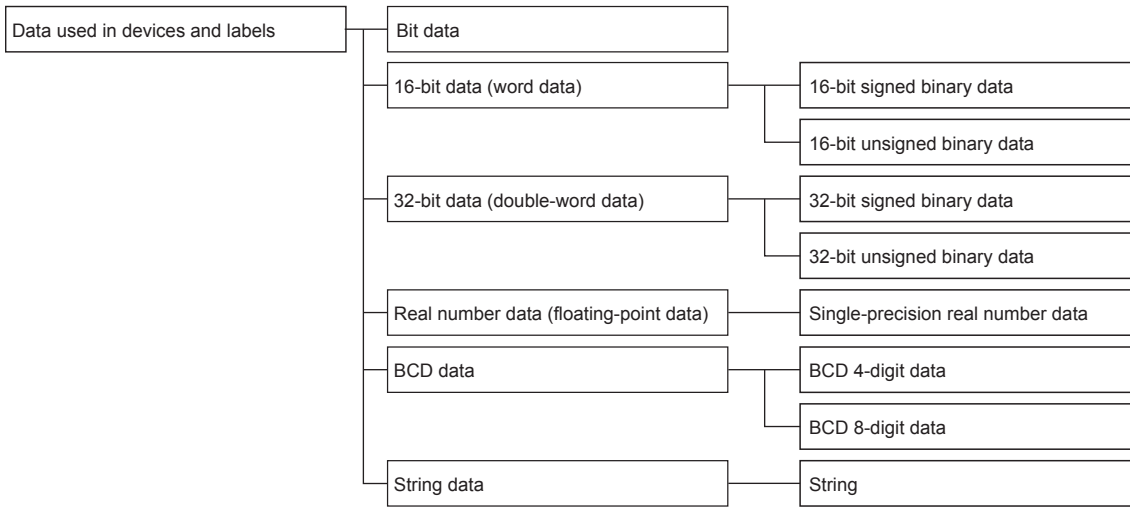 Data used in devices and labels
Bit data
16-bit data (word data)
16-bit signed binary data
16-bit unsigned binary data
32-bit data (double-word data)
32-bit signed binary data
32-bit unsigned binary data
Real number data (floating-point data)
Single-precision real number data
BCD data
BCD 4-digit data
BCD 8-digit data
String data
String